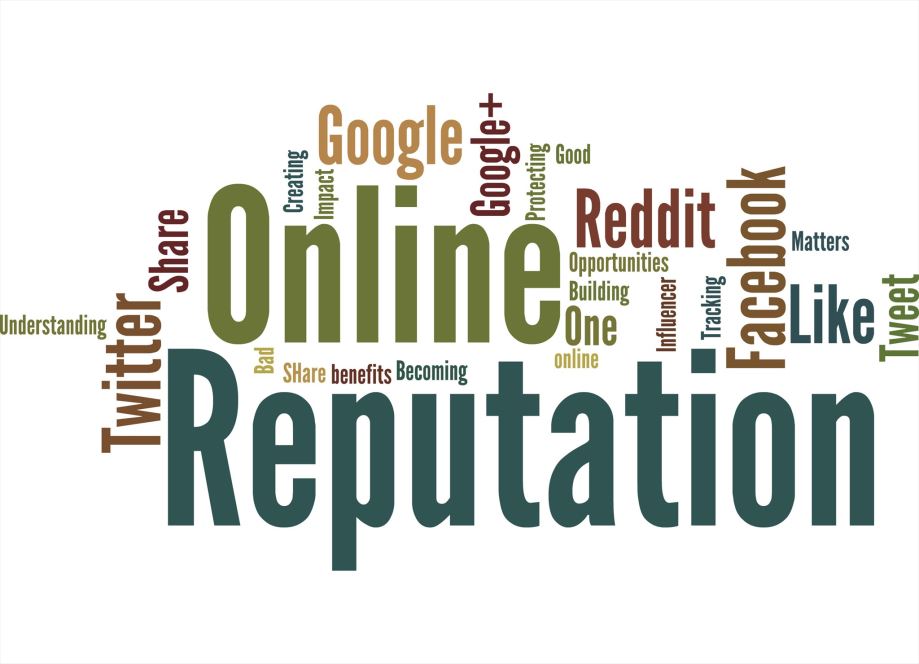 Google
Google+
Creating
Impact
Protecting
Good
Share
Online
Reddit
Facebook
Matters
Opportunities
Building
Influencer
Tracking
Like
Tweet
Understanding
Twitter
One
online
Bad
SHare
benefits
Becoming
Reputation